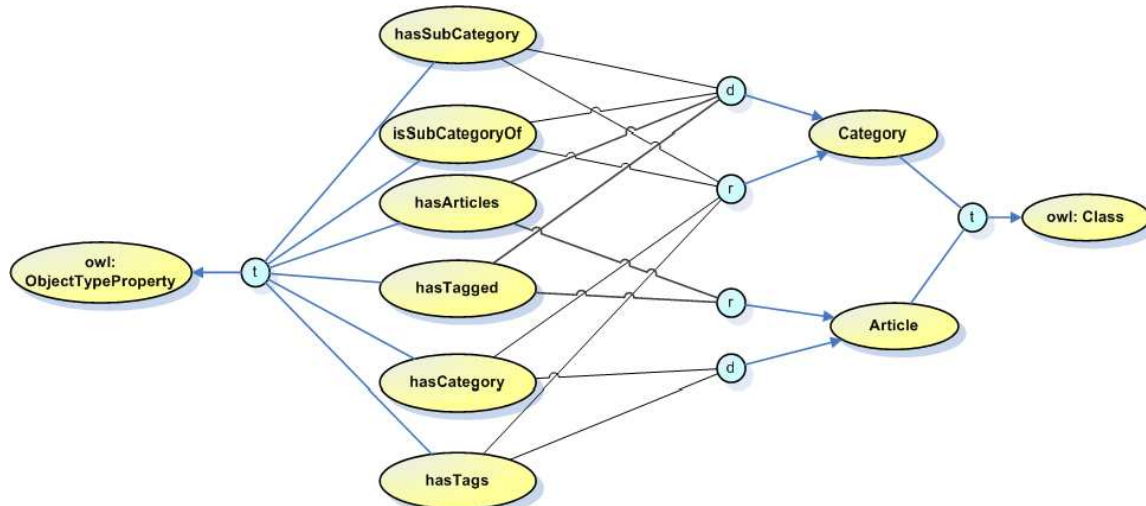 hasSubCategory
d
isSubCategoryOf
Category
r
hasArticles
t
owl: Class
owl:
ObjectTypeProperty
t
hasTagged
r
Article
d
hasCategory
hasTags